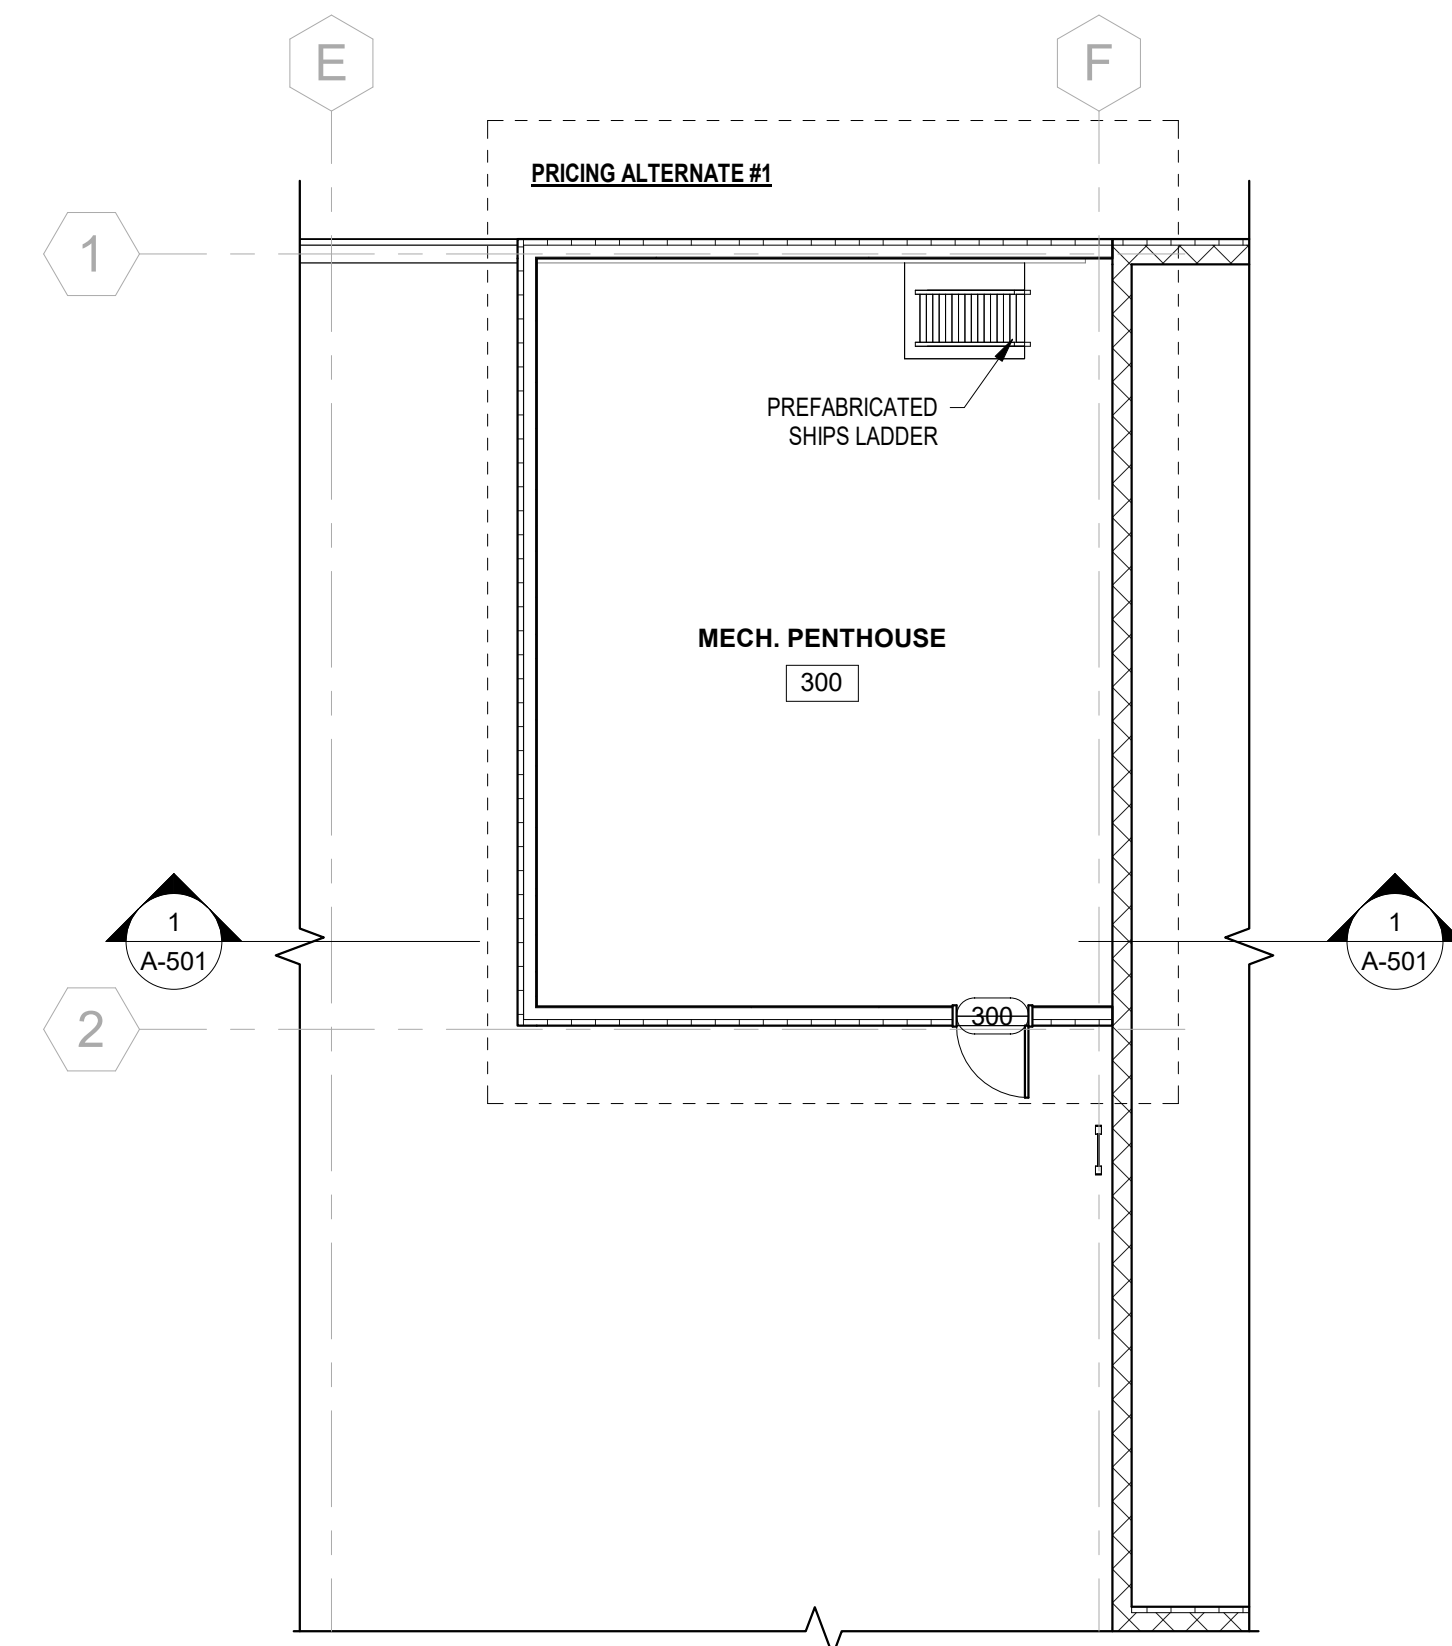 E
F
PRICING ALTERNATE #1
1
PREFABRICATED
SHIPS LADDER
MECH. PENTHOUSE
300
1
A-501
1
A-501
2
300